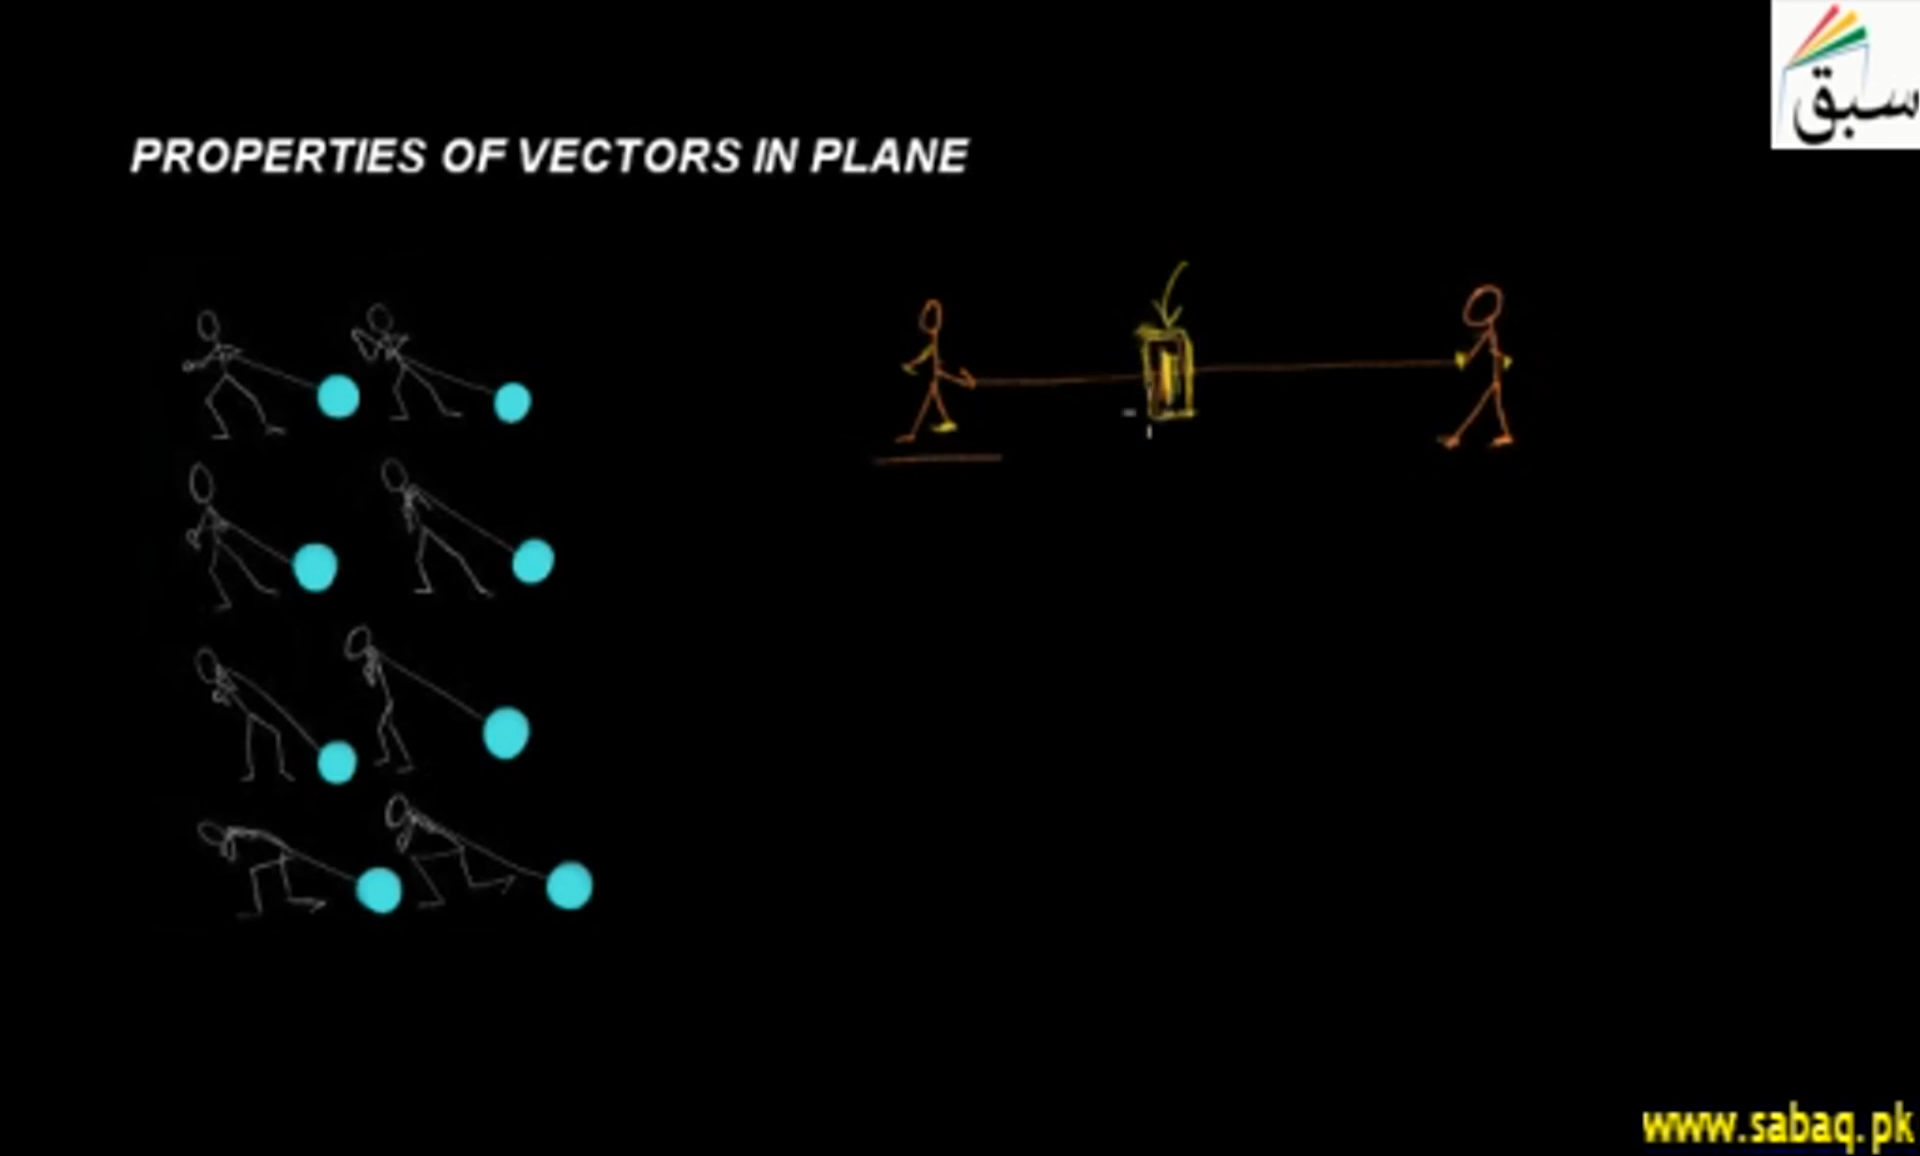 سبق
PROPERTIES OF VECTORS IN PLANE
www.sabaq.pk